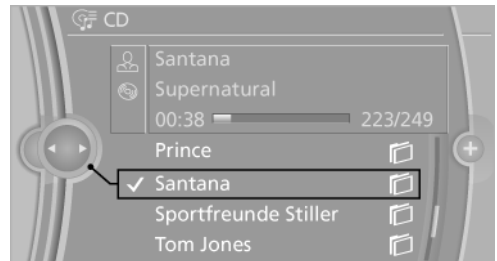 CD
Santana
Supernatural
00:38 223/249
Prince
Santana
Sportfreunde Stiller
Tom Jones